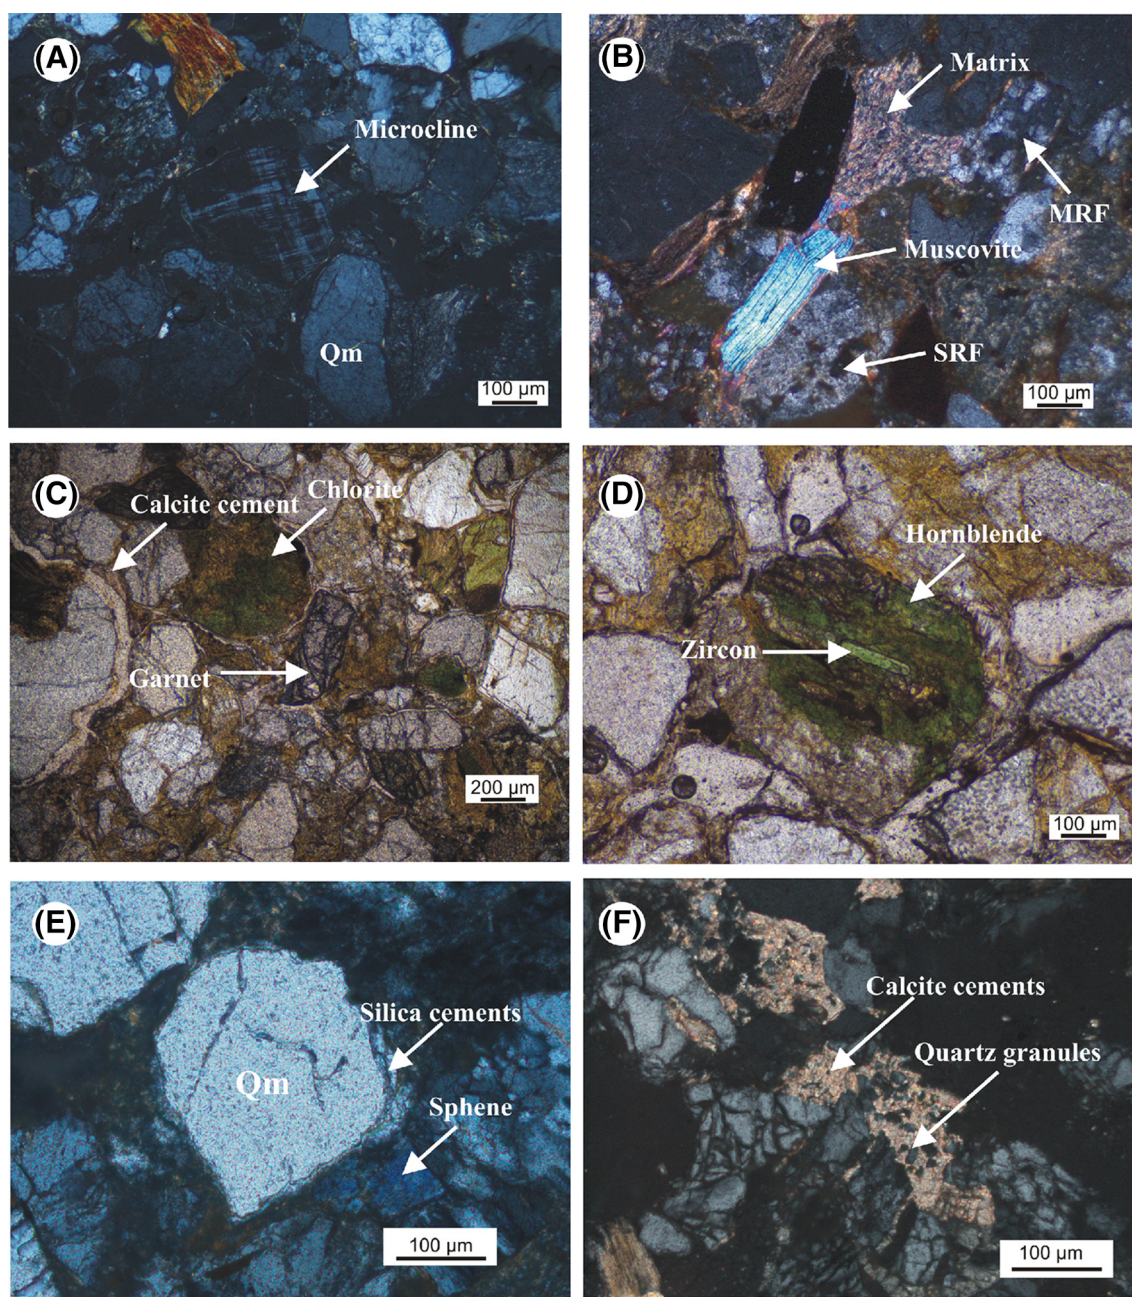 (A)
Microcline
Qm
100 µm
(B)
Matrix
MRF
Muscovite
SRF
100 µm
(C)
Calcite cement
Chlorite
Garnet
200 µm
(D)
Hornblende
Zircon
100 µm
(E)
Silica cements
Qm
Sphene
100 µm
(F)
Calcite cements
Quartz granules
100 µm